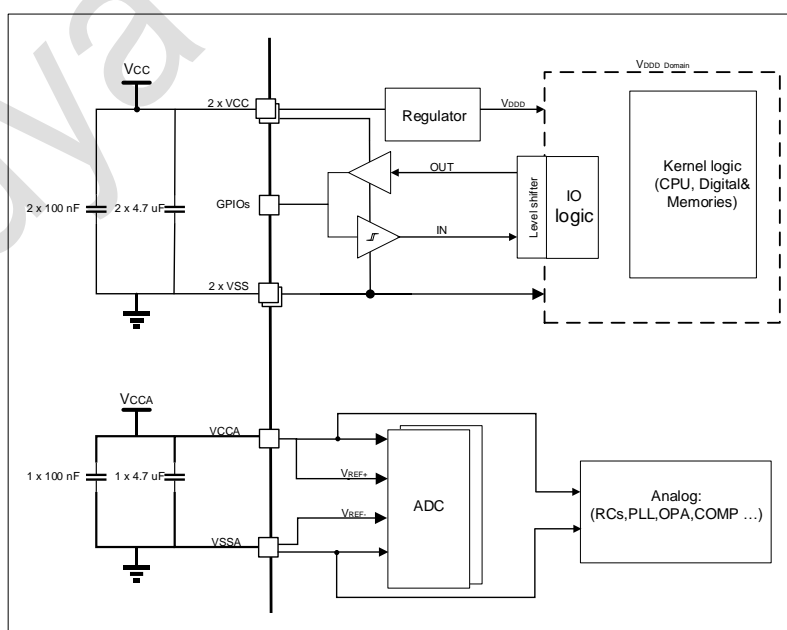 VCC
VDDD Domain
2 x VCC
Regulator
VDDD
Kernel logic
(CPU, Digital&
Memories)
OUT
Level shifter
IO
logic
GPIOs
2 x 100 nF
2 x 4.7 uF
IN
2 x VSS
VCCA
VCCA
1 x 100 nF
1 x 4.7 uF
VREF+
ADC
VREF-
Analog:
(RCs,PLL,OPA,COMP ...)
VSSA
uya